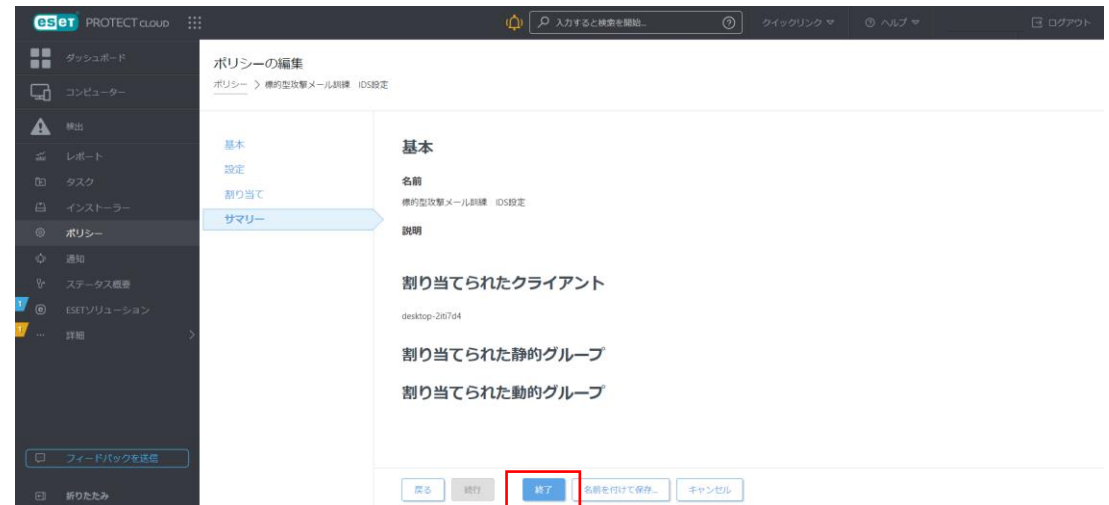 eseT PROTECT CLOUD
入力すると検索を開始...
クイックリンク
ヘルプ
ログアウト
ダッシュボード
コンピューター
検出
レポート
タスク
インストーラー
ポリシー
通知
ステータス概要
1
ESETソリューション
1
詳細
フィードバックを送信
折りたたみ
ポリシーの編集
ポリシー > 標的型攻撃メール訓練 IDS設定
基本
設定
割り当て
サマリー
基本
名前
標的型攻撃メール訓練 IDS設定
説明
割り当てられたクライアント
desktop-2iti7d4
割り当てられた静的グループ
割り当てられた動的グループ
戻る 続行 終了 名前を付けて保存... キャンセル